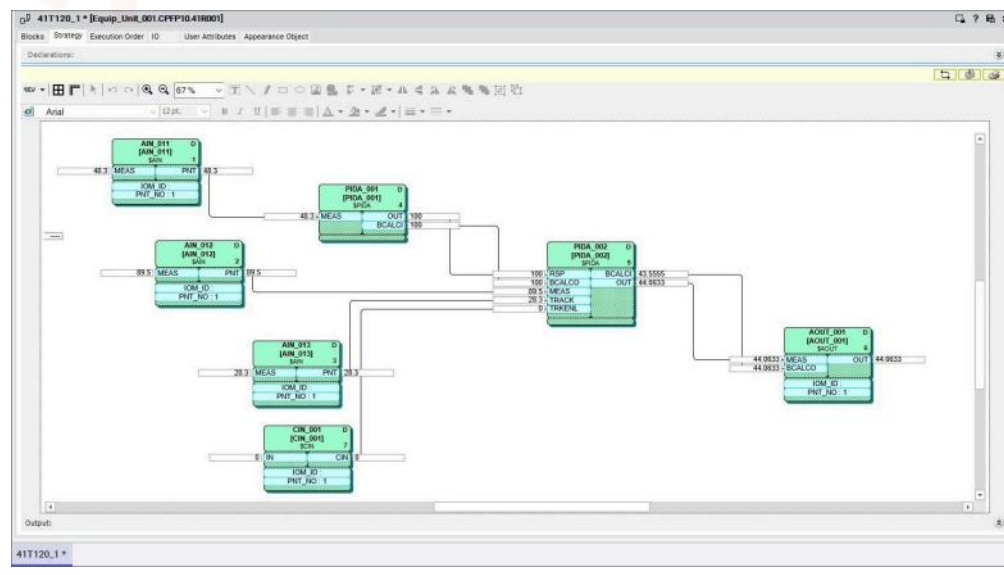 41T120_1 * [Equip_Unit_001.CPFP10.41R001]
Blocks Strategy Execution Order IO User Attributes Appearance Object
Declarations:
67 %
Arial 12 pt.
B I U
AIN_011 D
[AIN_011]
$AIN 1
48.3 MEAS PNT 48.3
IOM_ID :
PNT_NO : 1
PIDA_001 D
[PIDA_001]
$PIDA 4
48.3 MEAS OUT 100
BCALCI 100
AIN_012 D
[AIN_012]
$AIN 2
89.5 MEAS PNT 89.5
IOM_ID :
PNT_NO : 1
PIDA_002 D
[PIDA_002]
$PIDA 5
100 RSP BCALCI 43.5555
100 BCALCO OUT 44.0633
89.5 MEAS
28.3 TRACK
0 TRKENL
AIN_013 D
[AIN_013]
$AIN 3
28.3 MEAS PNT 28.3
IOM_ID :
PNT_NO : 1
AOUT_001 D
[AOUT_001]
$AOUT 6
44.0633 MEAS OUT 44.0633
44.0633 BCALCO
IOM_ID :
PNT_NO : 1
CIN_001 D
[CIN_001]
$CIN 7
0 IN CIN 0
IOM_ID :
PNT_NO : 1
Output:
41T120_1 *